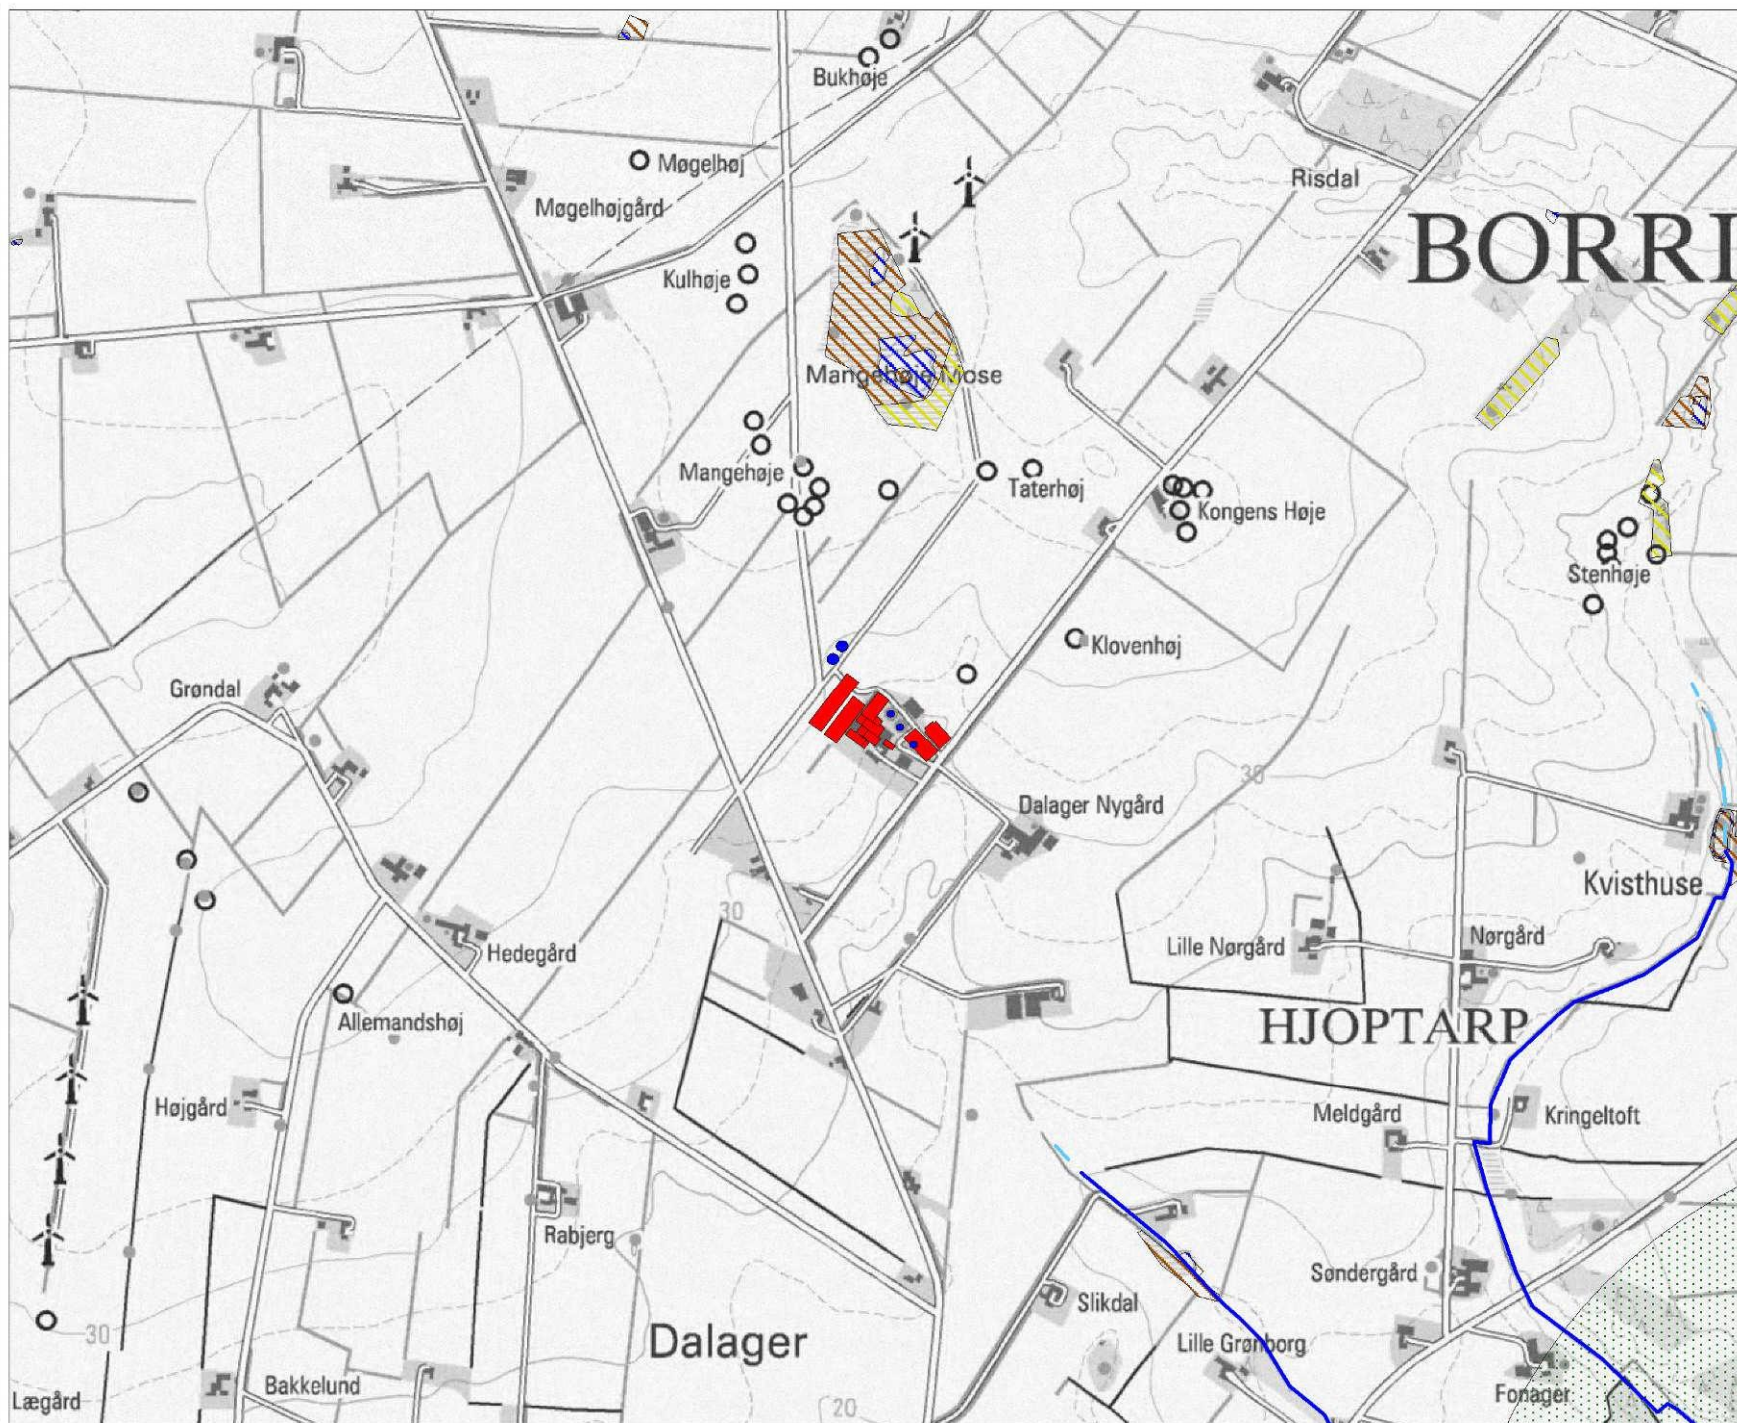 Bukhøje
Møgelhøj
Risdal
Møgelhøjgård
BORRI
Kulhøje
Mangehøje Mose
Mangehøje
Taterhøj
Kongens Høje
Stenhøje
Klovenhøj
Grøndal
30
Dalager Nygård
Kvisthuse
30
Nørgård
Lille Nørgård
Hedegård
Allemandshøj
HJOPTARP
Højgård
Meldgård
Kringeltoft
Rabjerg
Søndergård
Slikdal
30
Dalager
Lille Grønborg
Bakkelund
Fonager
Lægård
20